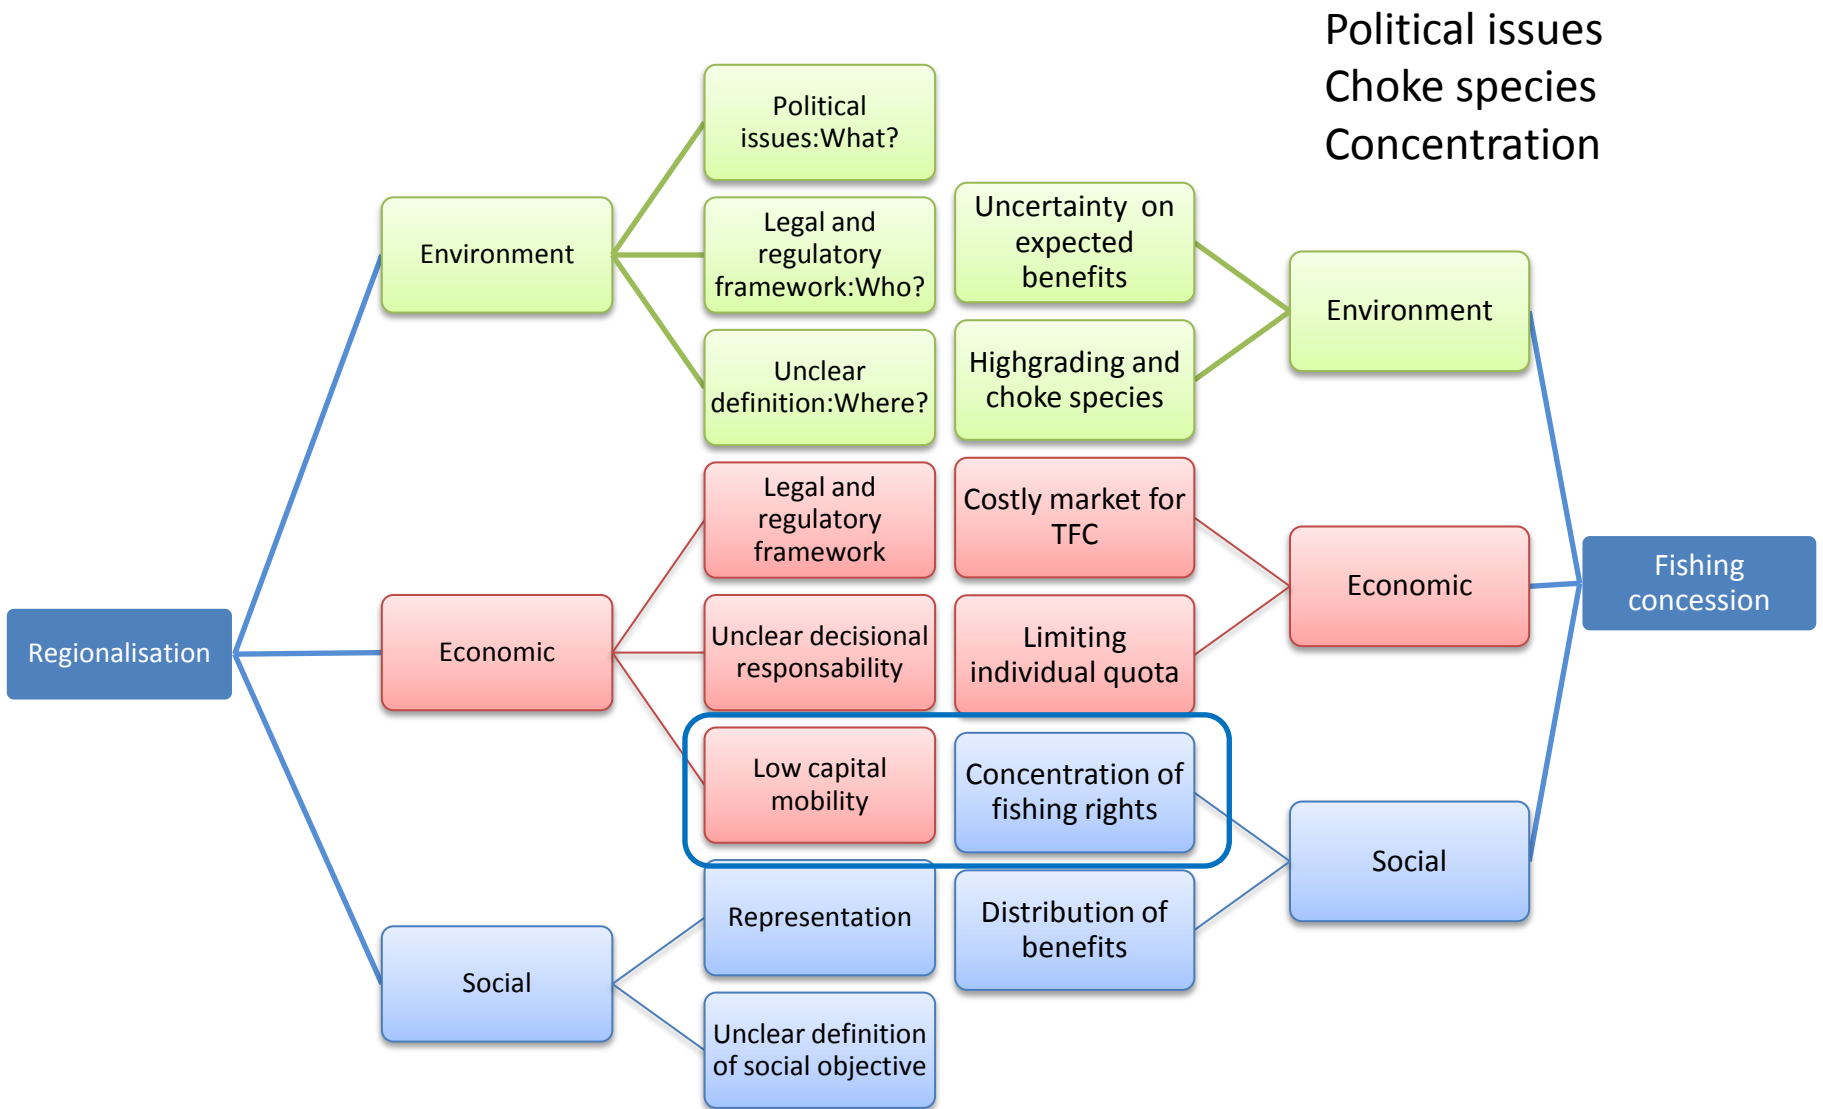 Political issues
Choke species
Concentration
Political
issues:What?
Legal and
regulatory
framework:Who?
Unclear
definition:Where?
Environment
Uncertainty on
expected
benefits
Highgrading and
choke species
Environment
Legal and
regulatory
framework
Unclear decisional
responsability
Low capital
mobility
Economic
Costly market for
TFC
Limiting
individual quota
Economic
Regionalisation
Fishing
concession
Concentration of
fishing rights
Distribution of
benefits
Social
Representation
Unclear definition
of social objective
Social